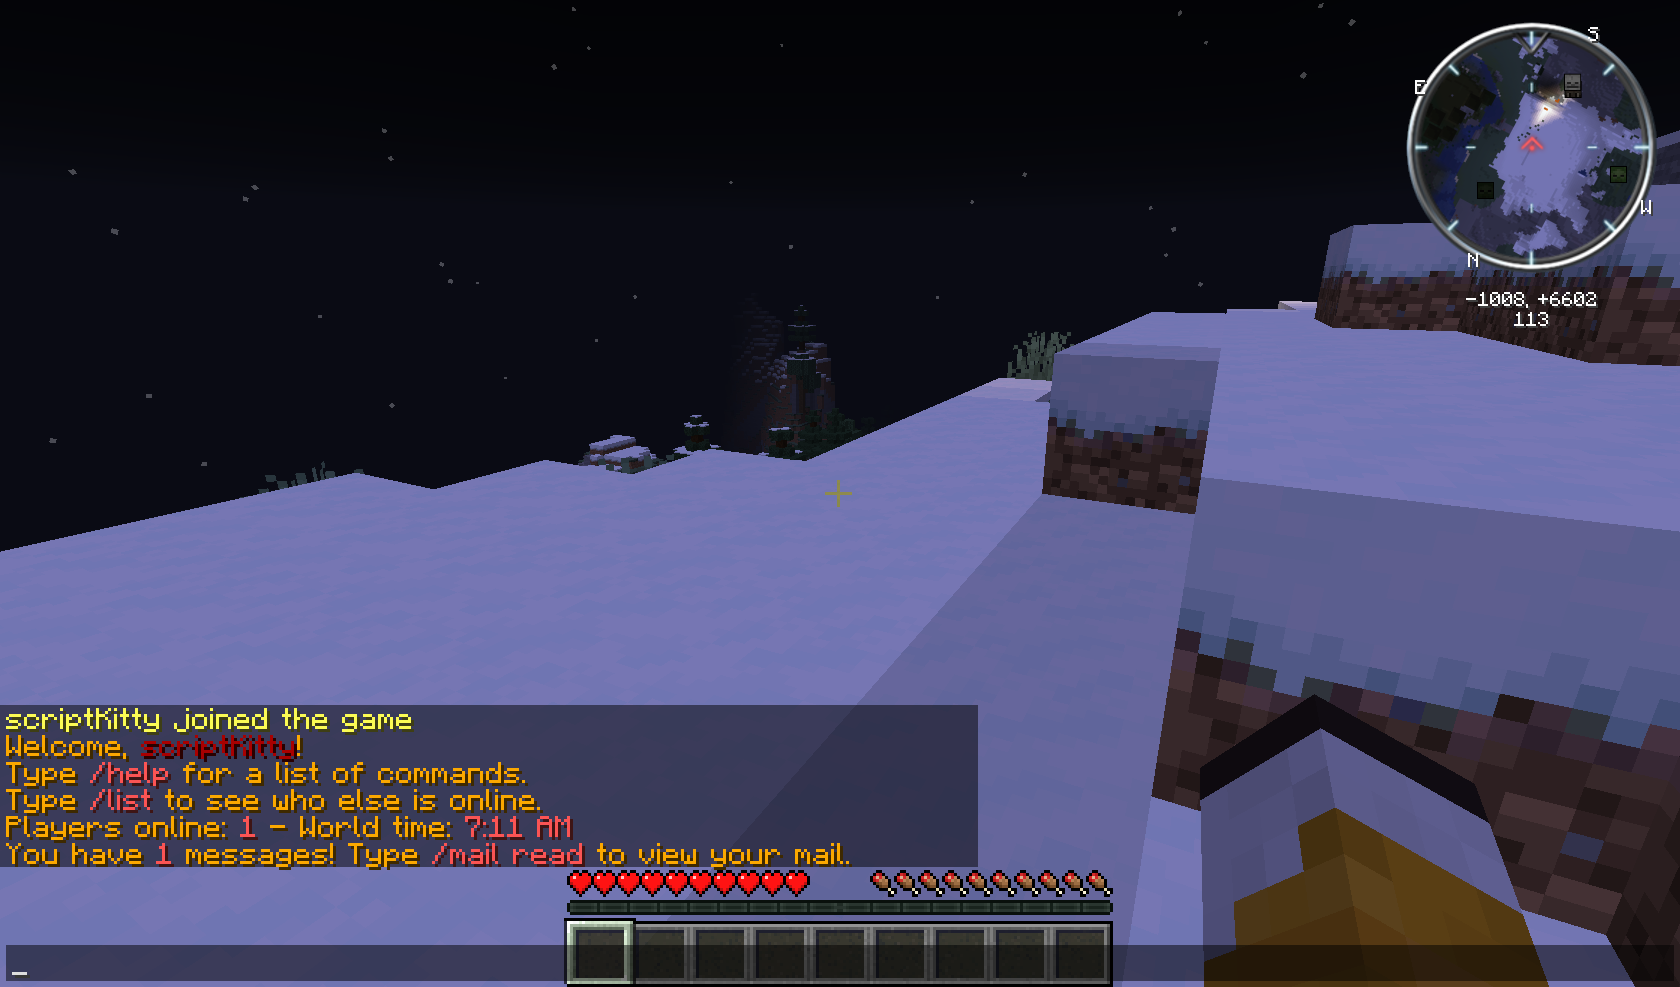 S
E
W
N
-1008, +6602
113
scriptKitty joined the game
Welcome, scriptKitty!
Type /help for a list of commands.
Type /list to see who else is online.
Players online: 1 - World time: 7:11 AM
You have 1 messages! Type /mail read to view your mail.
_